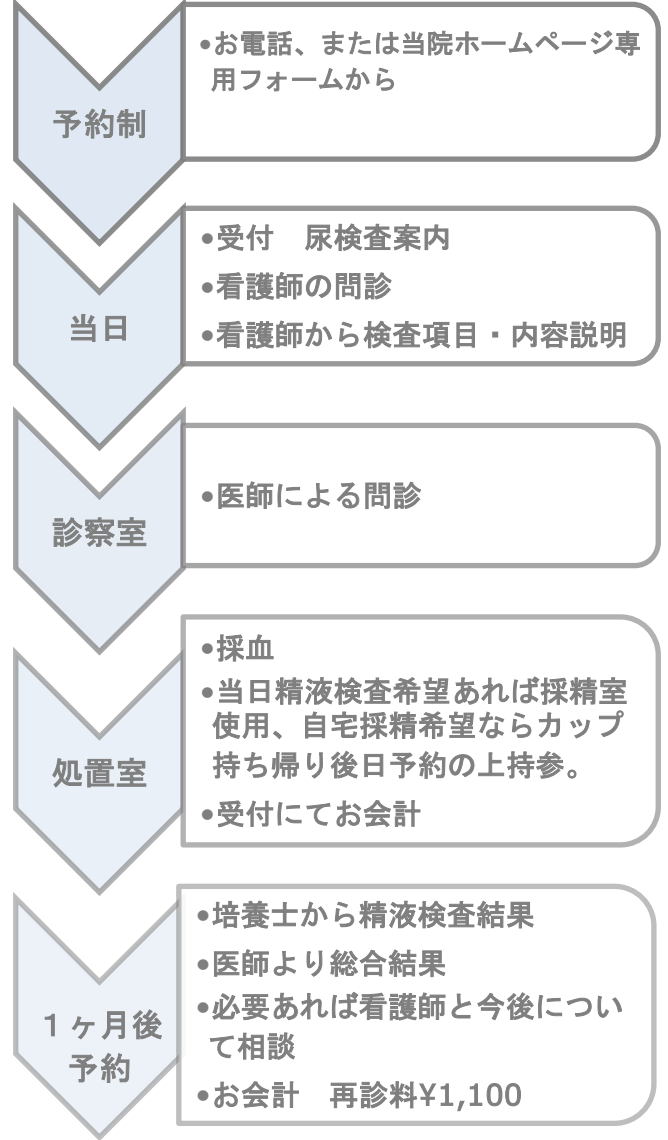 予約制
•お電話、または当院ホームページ専
用フォームから
当日
•受付　尿検査案内
•看護師の問診
•看護師から検査項目・内容説明
診察室
•医師による問診
処置室
•採血
•当日精液検査希望あれば採精室
使用、自宅採精希望ならカップ
持ち帰り後日予約の上持参。
•受付にてお会計
１ヶ月後
予約
•培養士から精液検査結果
•医師より総合結果
•必要あれば看護師と今後につい
て相談
•お会計　再診料¥1,100